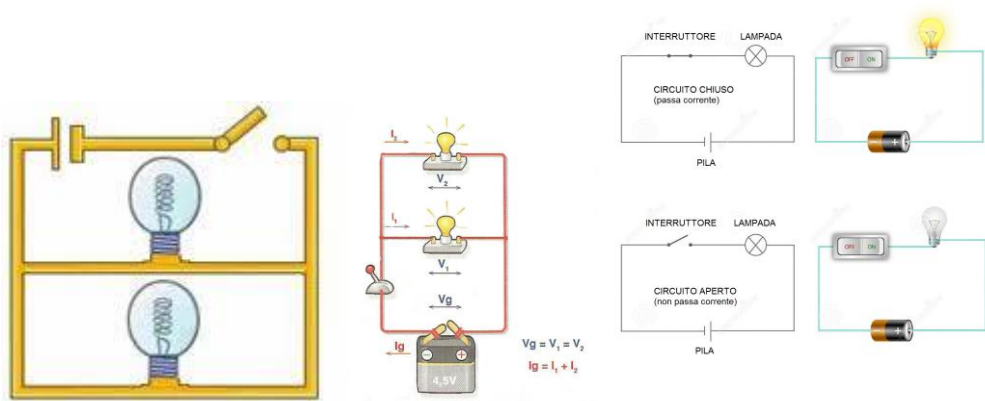 I₂
V₂
I₁
V₁
Vg
Ig
− +
4,5V
Vg = V₁ = V₂
Ig = I₁ + I₂
INTERRUTTORE LAMPADA
CIRCUITO CHIUSO
(passa corrente)
PILA
OFF ON
+
INTERRUTTORE LAMPADA
CIRCUITO APERTO
(non passa corrente)
PILA
OFF ON
+